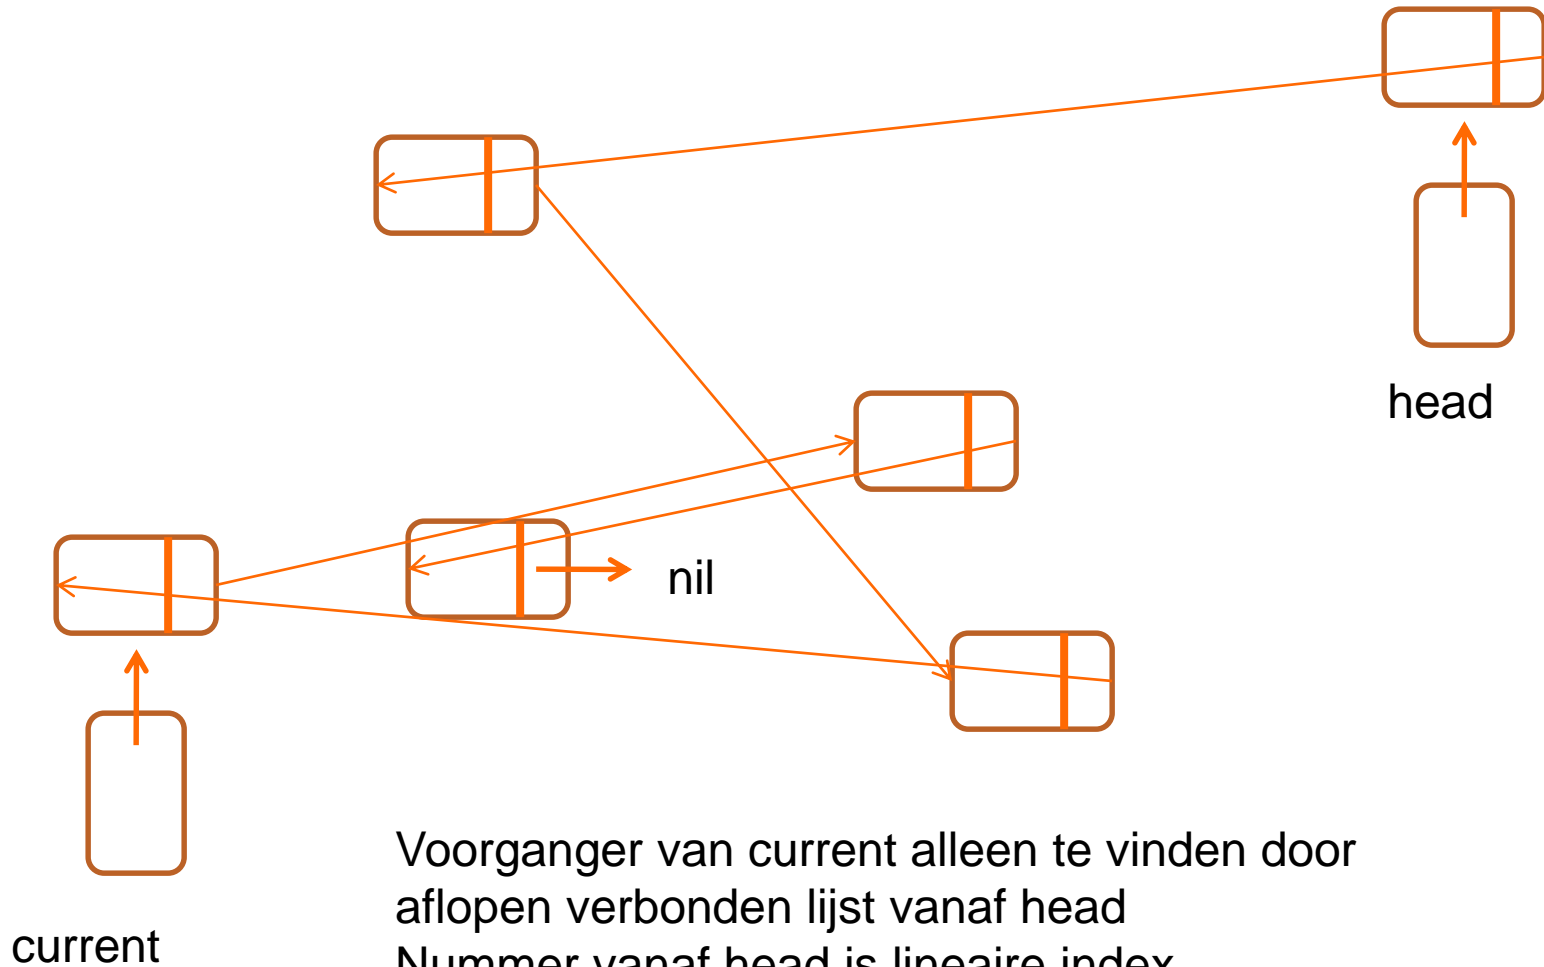 head
nil
Voorganger van current alleen te vinden door
aflopen verbonden lijst vanaf head
current
Nummer vanaf head is lineaire index